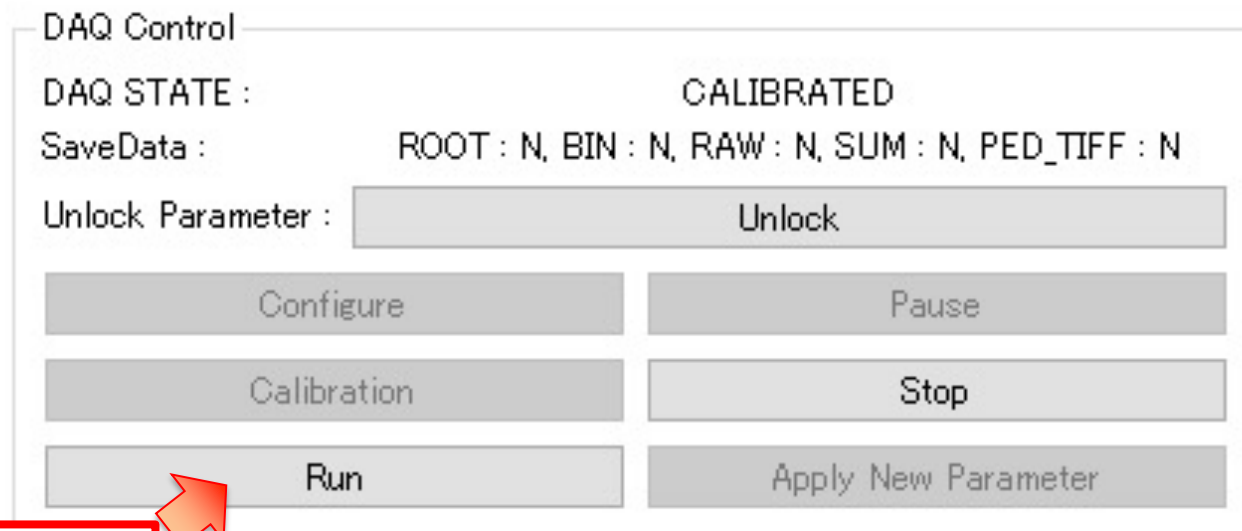 DAQ Control
DAQ STATE : CALIBRATED
SaveData : ROOT : N, BIN : N, RAW : N, SUM : N, PED_TIFF : N
Unlock Parameter : Unlock
Configure Pause
Calibration Stop
Run Apply New Parameter